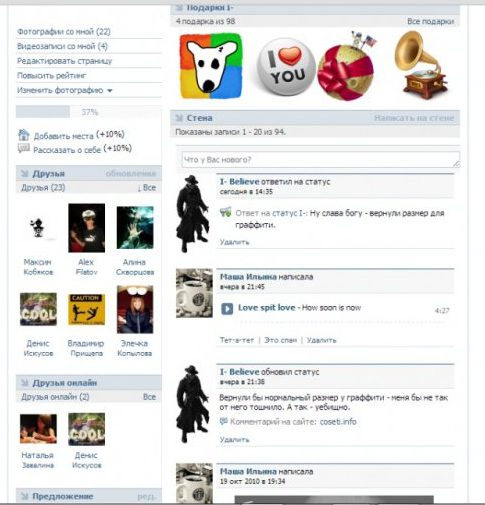 Фотографии со мной (22)
Видеозаписи со мной (4)
Редактировать страницу
Повысить рейтинг
Изменить фотографию
37%
Добавить места (+10%)
Рассказать о себе (+10%)
Друзья обновления
Друзья (23) ↓ Все
Максим Кобяков
Alex Filatov
Алина Скворцова
COOL
CAUTION
Денис Искусов
Владимир Прищепа
Элечка Копылова
Друзья онлайн
Друзья онлайн (2) Все
COOL
Наталья Завалина
Денис Искусов
Предложение ред.
Подарки I-
4 подарка из 98 Все подарки
I YOU
Стена Написать на стене
Показаны записи 1 - 20 из 94.
Что у Вас нового?
I- Believe ответил на статус
сегодня в 14:35
Ответ на статус I-: Ну слава богу - вернули размер для
граффити.
Удалить
Маша Ильина написала
вчера в 21:45
Love spit love - How soon is now 4:27
Тет-а-тет | Это спам | Удалить
I- Believe обновил статус
вчера в 21:38
Вернули бы нормальный размер у граффити - меня бы не так
от него тошнило. А так - уебищно.
Комментарий на сайте: coseti.info
Удалить
Маша Ильина написала
19 окт 2010 в 19:34